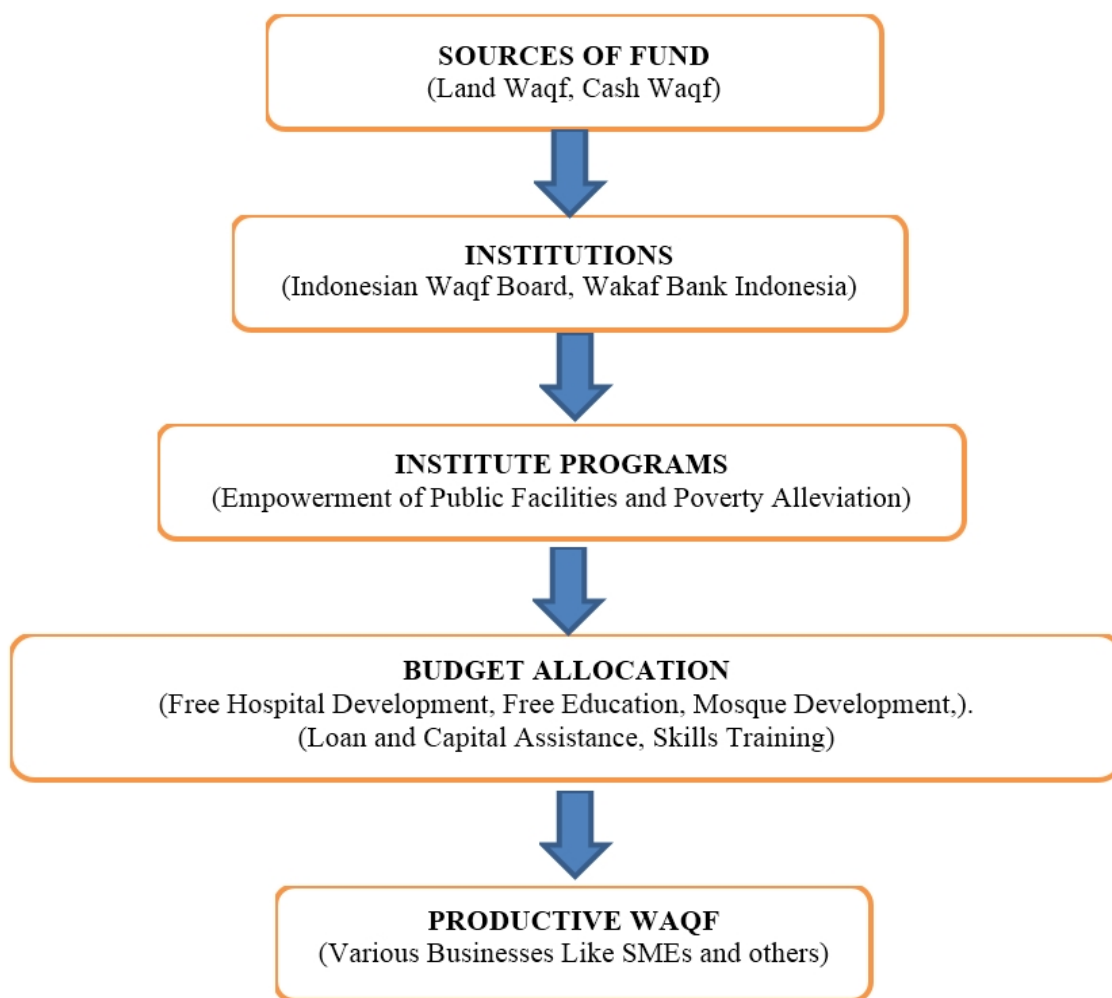 SOURCES OF FUND
(Land Waqf, Cash Waqf)
INSTITUTIONS
(Indonesian Waqf Board, Wakaf Bank Indonesia)
INSTITUTE PROGRAMS
(Empowerment of Public Facilities and Poverty Alleviation)
BUDGET ALLOCATION
(Free Hospital Development, Free Education, Mosque Development,).
(Loan and Capital Assistance, Skills Training)
PRODUCTIVE WAQF
(Various Businesses Like SMEs and others)